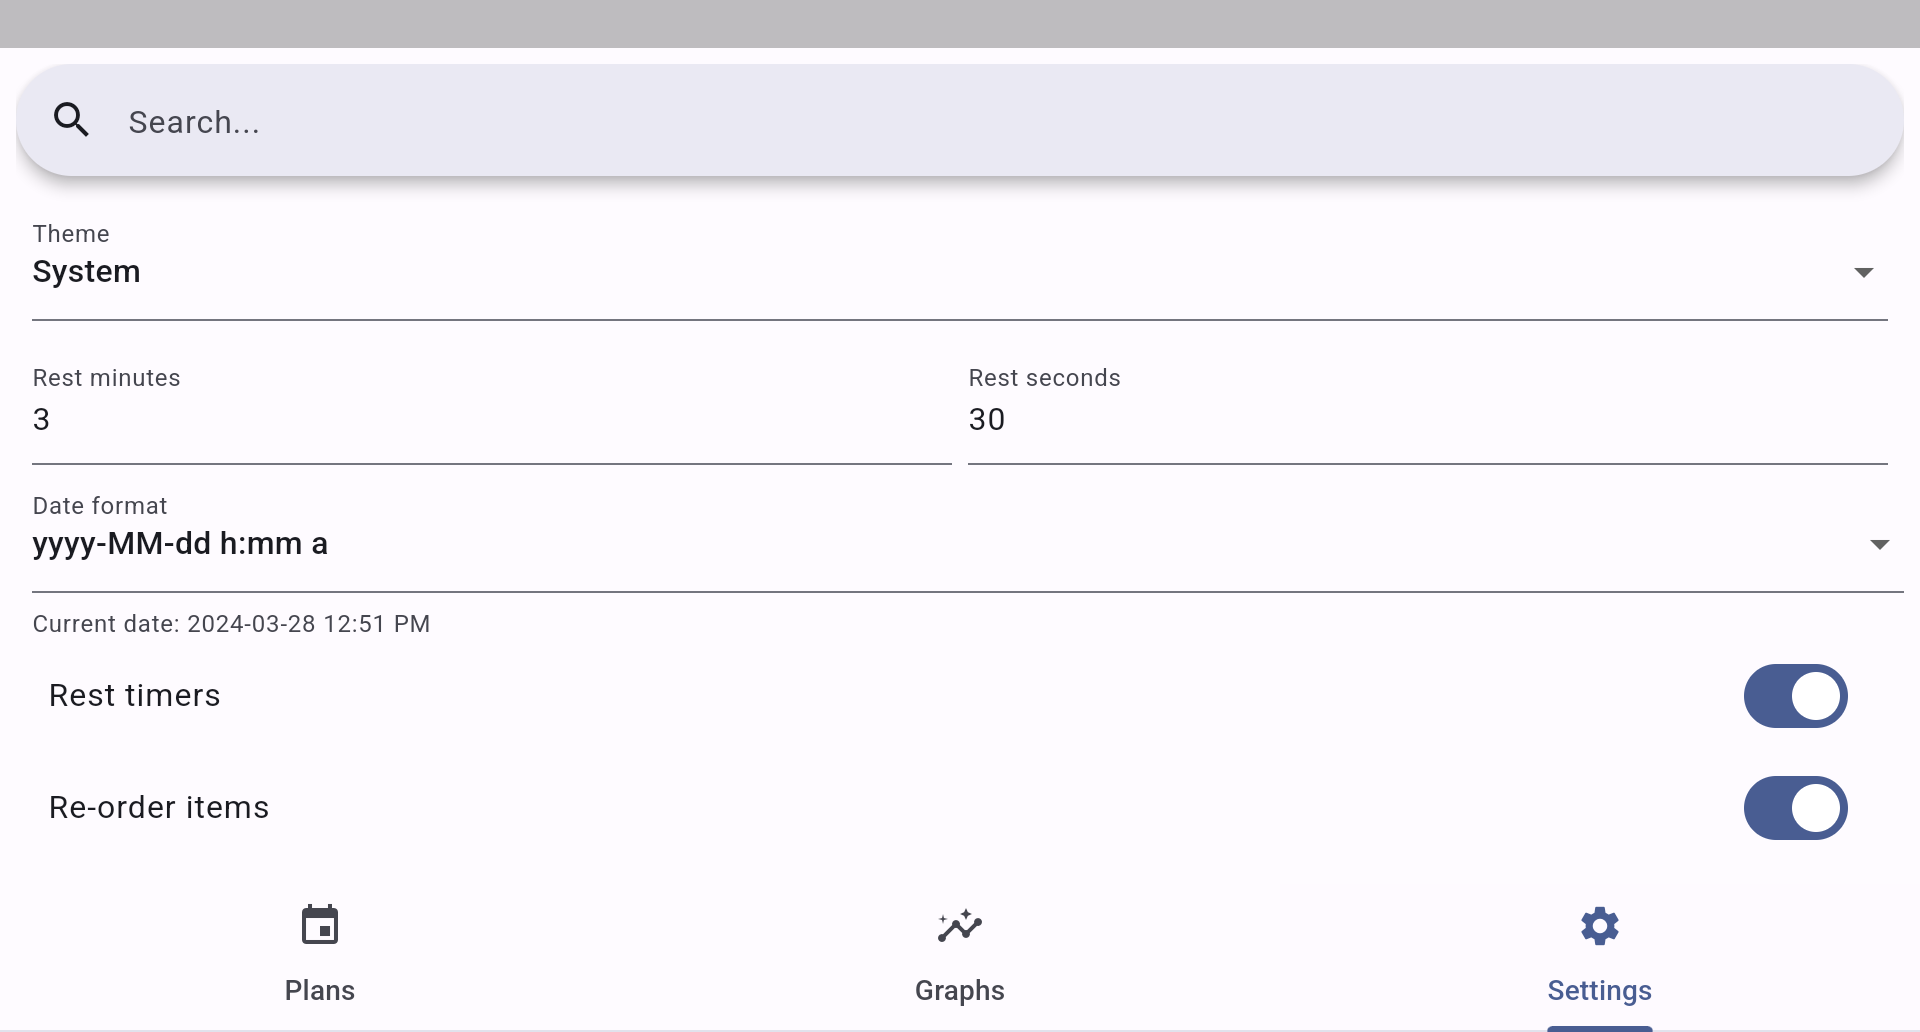 Search...
Theme
System
Rest minutes
3
Rest seconds
30
Date format
yyyy-MM-dd h:mm a
Current date: 2024-03-28 12:51 PM
Rest timers
Re-order items
Plans
Graphs
Settings